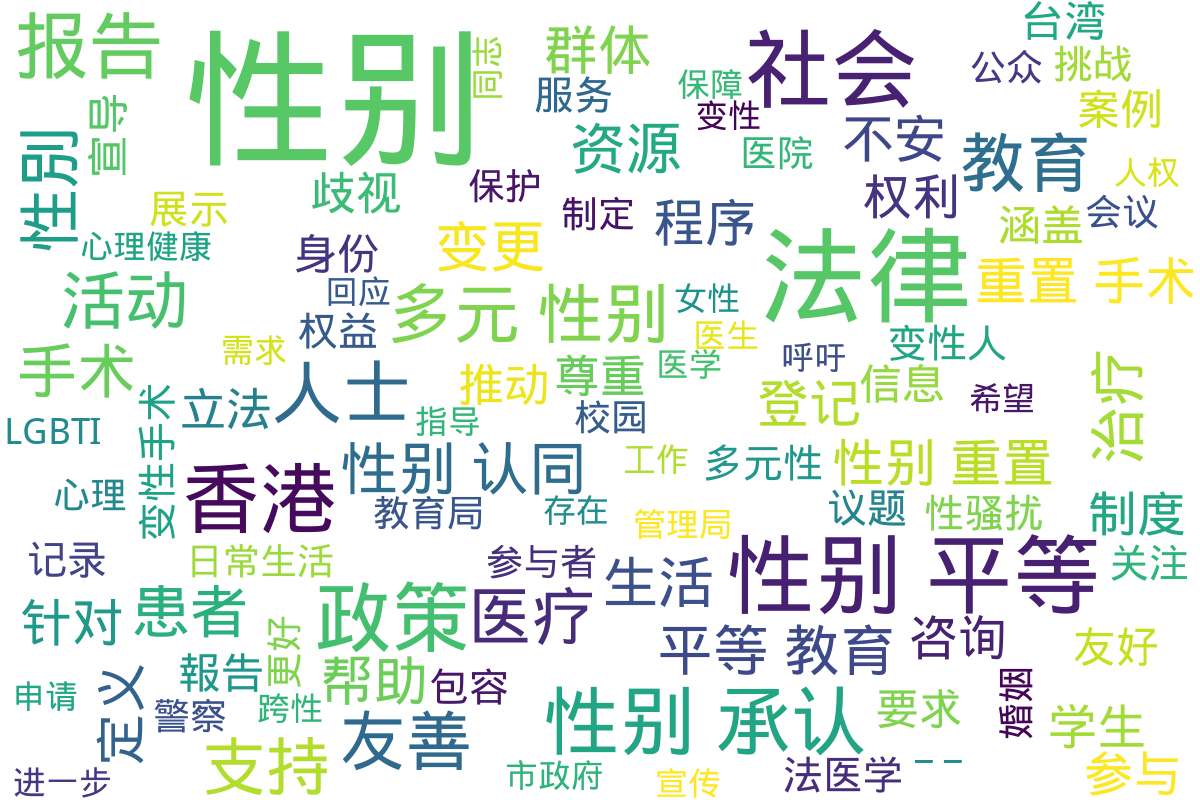 报告
宣导
性别
同志
群体
服务
保障
变性
社会
台湾
公众
挑战
案例
资源
医院
不安
教育
人权
性别
歧视
保护
制定
程序
权利
涵盖
会议
展示
心理健康
身份
变更
法律
重置 手术
活动
回应
权益
多元 性别
女性
医生
变性人
呼吁
需求
手术
人士
推动
尊重
医学
登记
信息
希望
治疗
LGBTI
变性手术
立法
指导
校园
性别 认同
工作
多元性
性别 重置
心理
香港
教育局
存在
管理局
议题
性骚扰
制度
记录
日常生活
参与者
生活
性别 平等
关注
针对
患者
政策
医疗
平等 教育
咨询
友好
更好
報告
帮助
包容
申请
定义
警察
跨性
友善
性别 承认
要求
婚姻
学生
支持
进一步
市政府
宣传
法医学
— —
参与